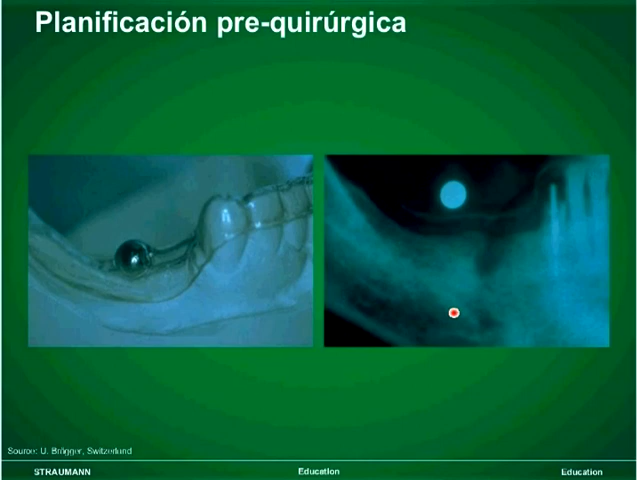 Planificación pre-quirúrgica
Source: U. Brägger, Switzerland
STRAUMANN
Education
Education